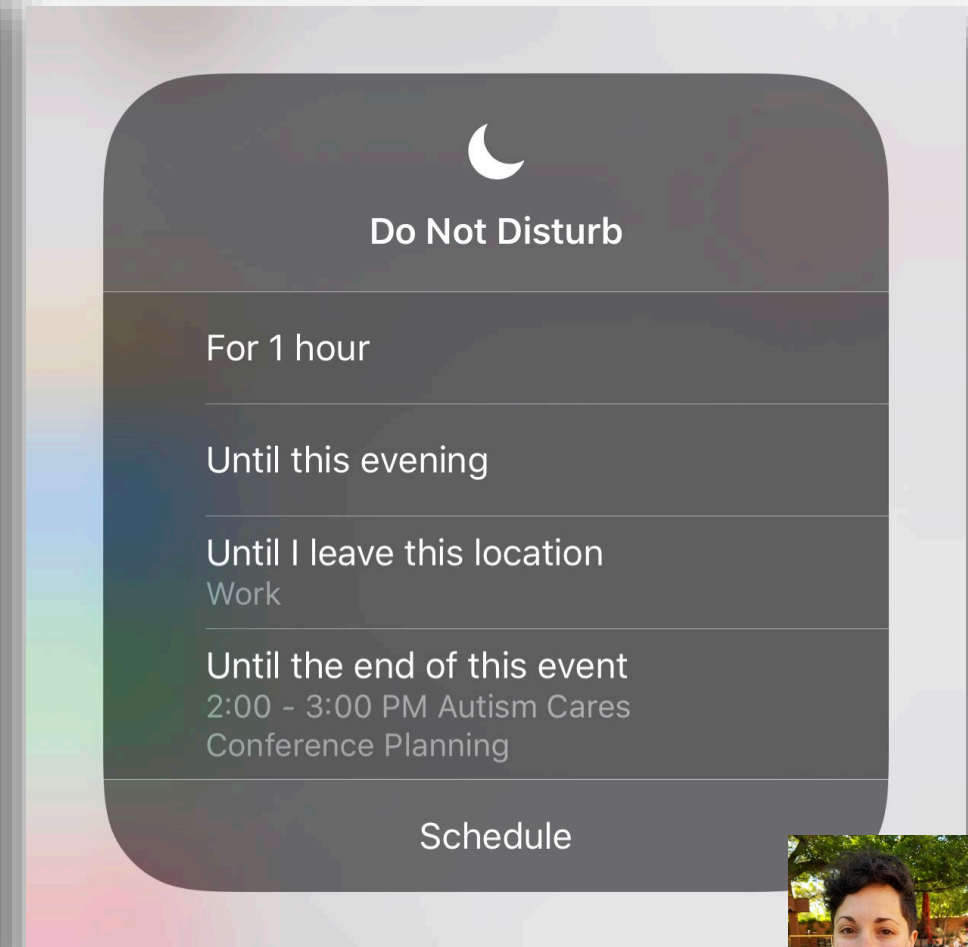 Do Not Disturb
For 1 hour
Until this evening
Until I leave this location
Work
Until the end of this event
2:00 - 3:00 PM Autism Cares
Conference Planning
Schedule